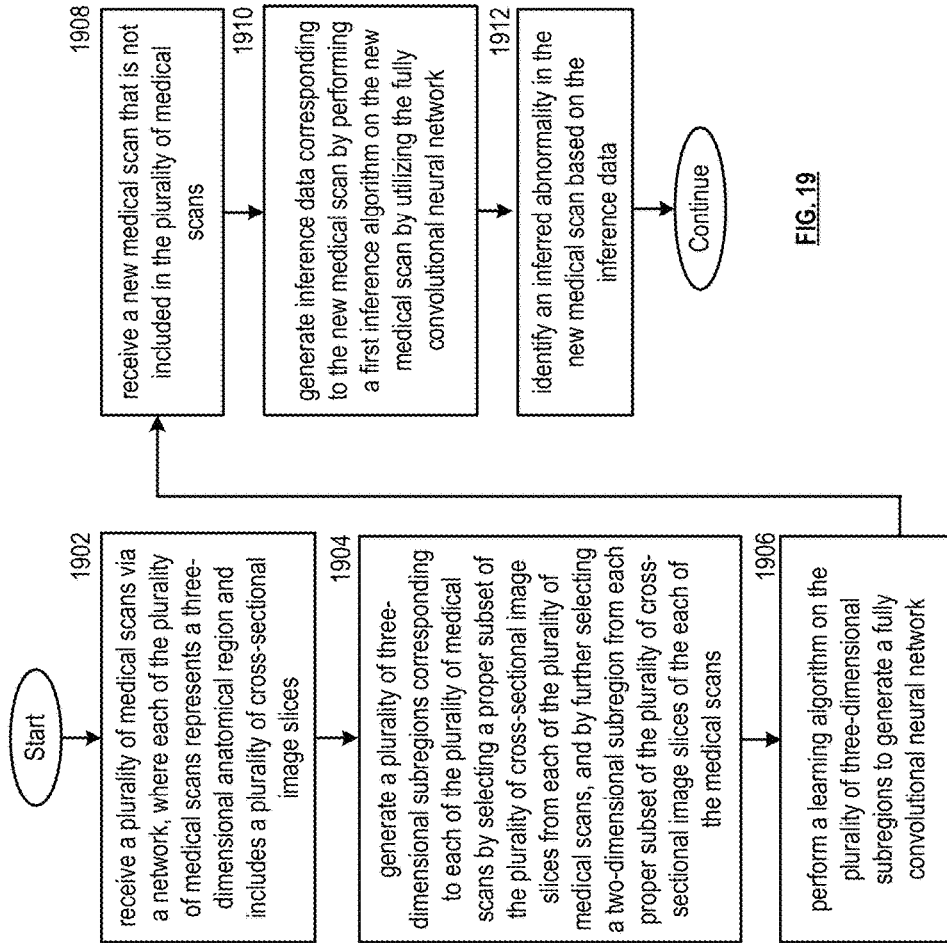 Start
1902
receive a plurality of medical scans via
a network, where each of the plurality
of medical scans represents a three-
dimensional anatomical region and
includes a plurality of cross-sectional
image slices
1904
generate a plurality of three-
dimensional subregions corresponding
to each of the plurality of medical
scans by selecting a proper subset of
the plurality of cross-sectional image
slices from each of the plurality of
medical scans, and by further selecting
a two-dimensional subregion from each
proper subset of the plurality of cross-
sectional image slices of the each of
the medical scans
1906
perform a learning algorithm on the
plurality of three-dimensional
subregions to generate a fully
convolutional neural network
1908
receive a new medical scan that is not
included in the plurality of medical
scans
1910
generate inference data corresponding
to the new medical scan by performing
a first inference algorithm on the new
medical scan by utilizing the fully
convolutional neural network
1912
identify an inferred abnormality in the
new medical scan based on the
inference data
Continue
FIG. 19